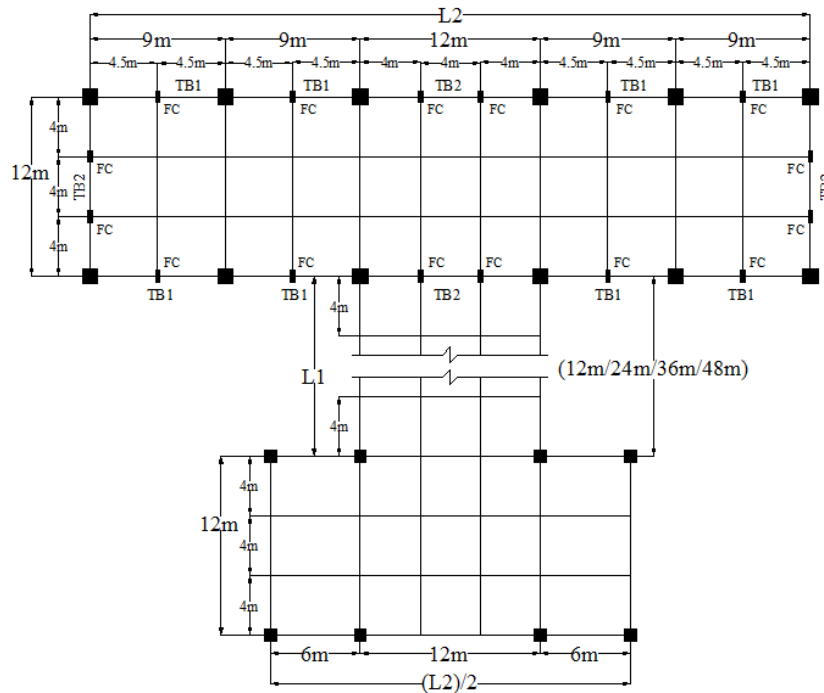 L2
9m 9m 12m 9m 9m
4.5m 4.5m 4.5m 4.5m 4m 4m 4m 4.5m 4.5m 4.5m 4.5m
TB1 TB1 TB2 TB1 TB1
FC FC FC FC FC FC
4m
12m 4m 4m
FC FC
TB2 TB2
FC FC
FC FC FC FC FC FC
TB1 TB1 TB2 TB1 TB1
4m
L1 (12m/24m/36m/48m)
4m
4m
12m 4m
4m
6m 12m 6m
(L2)/2